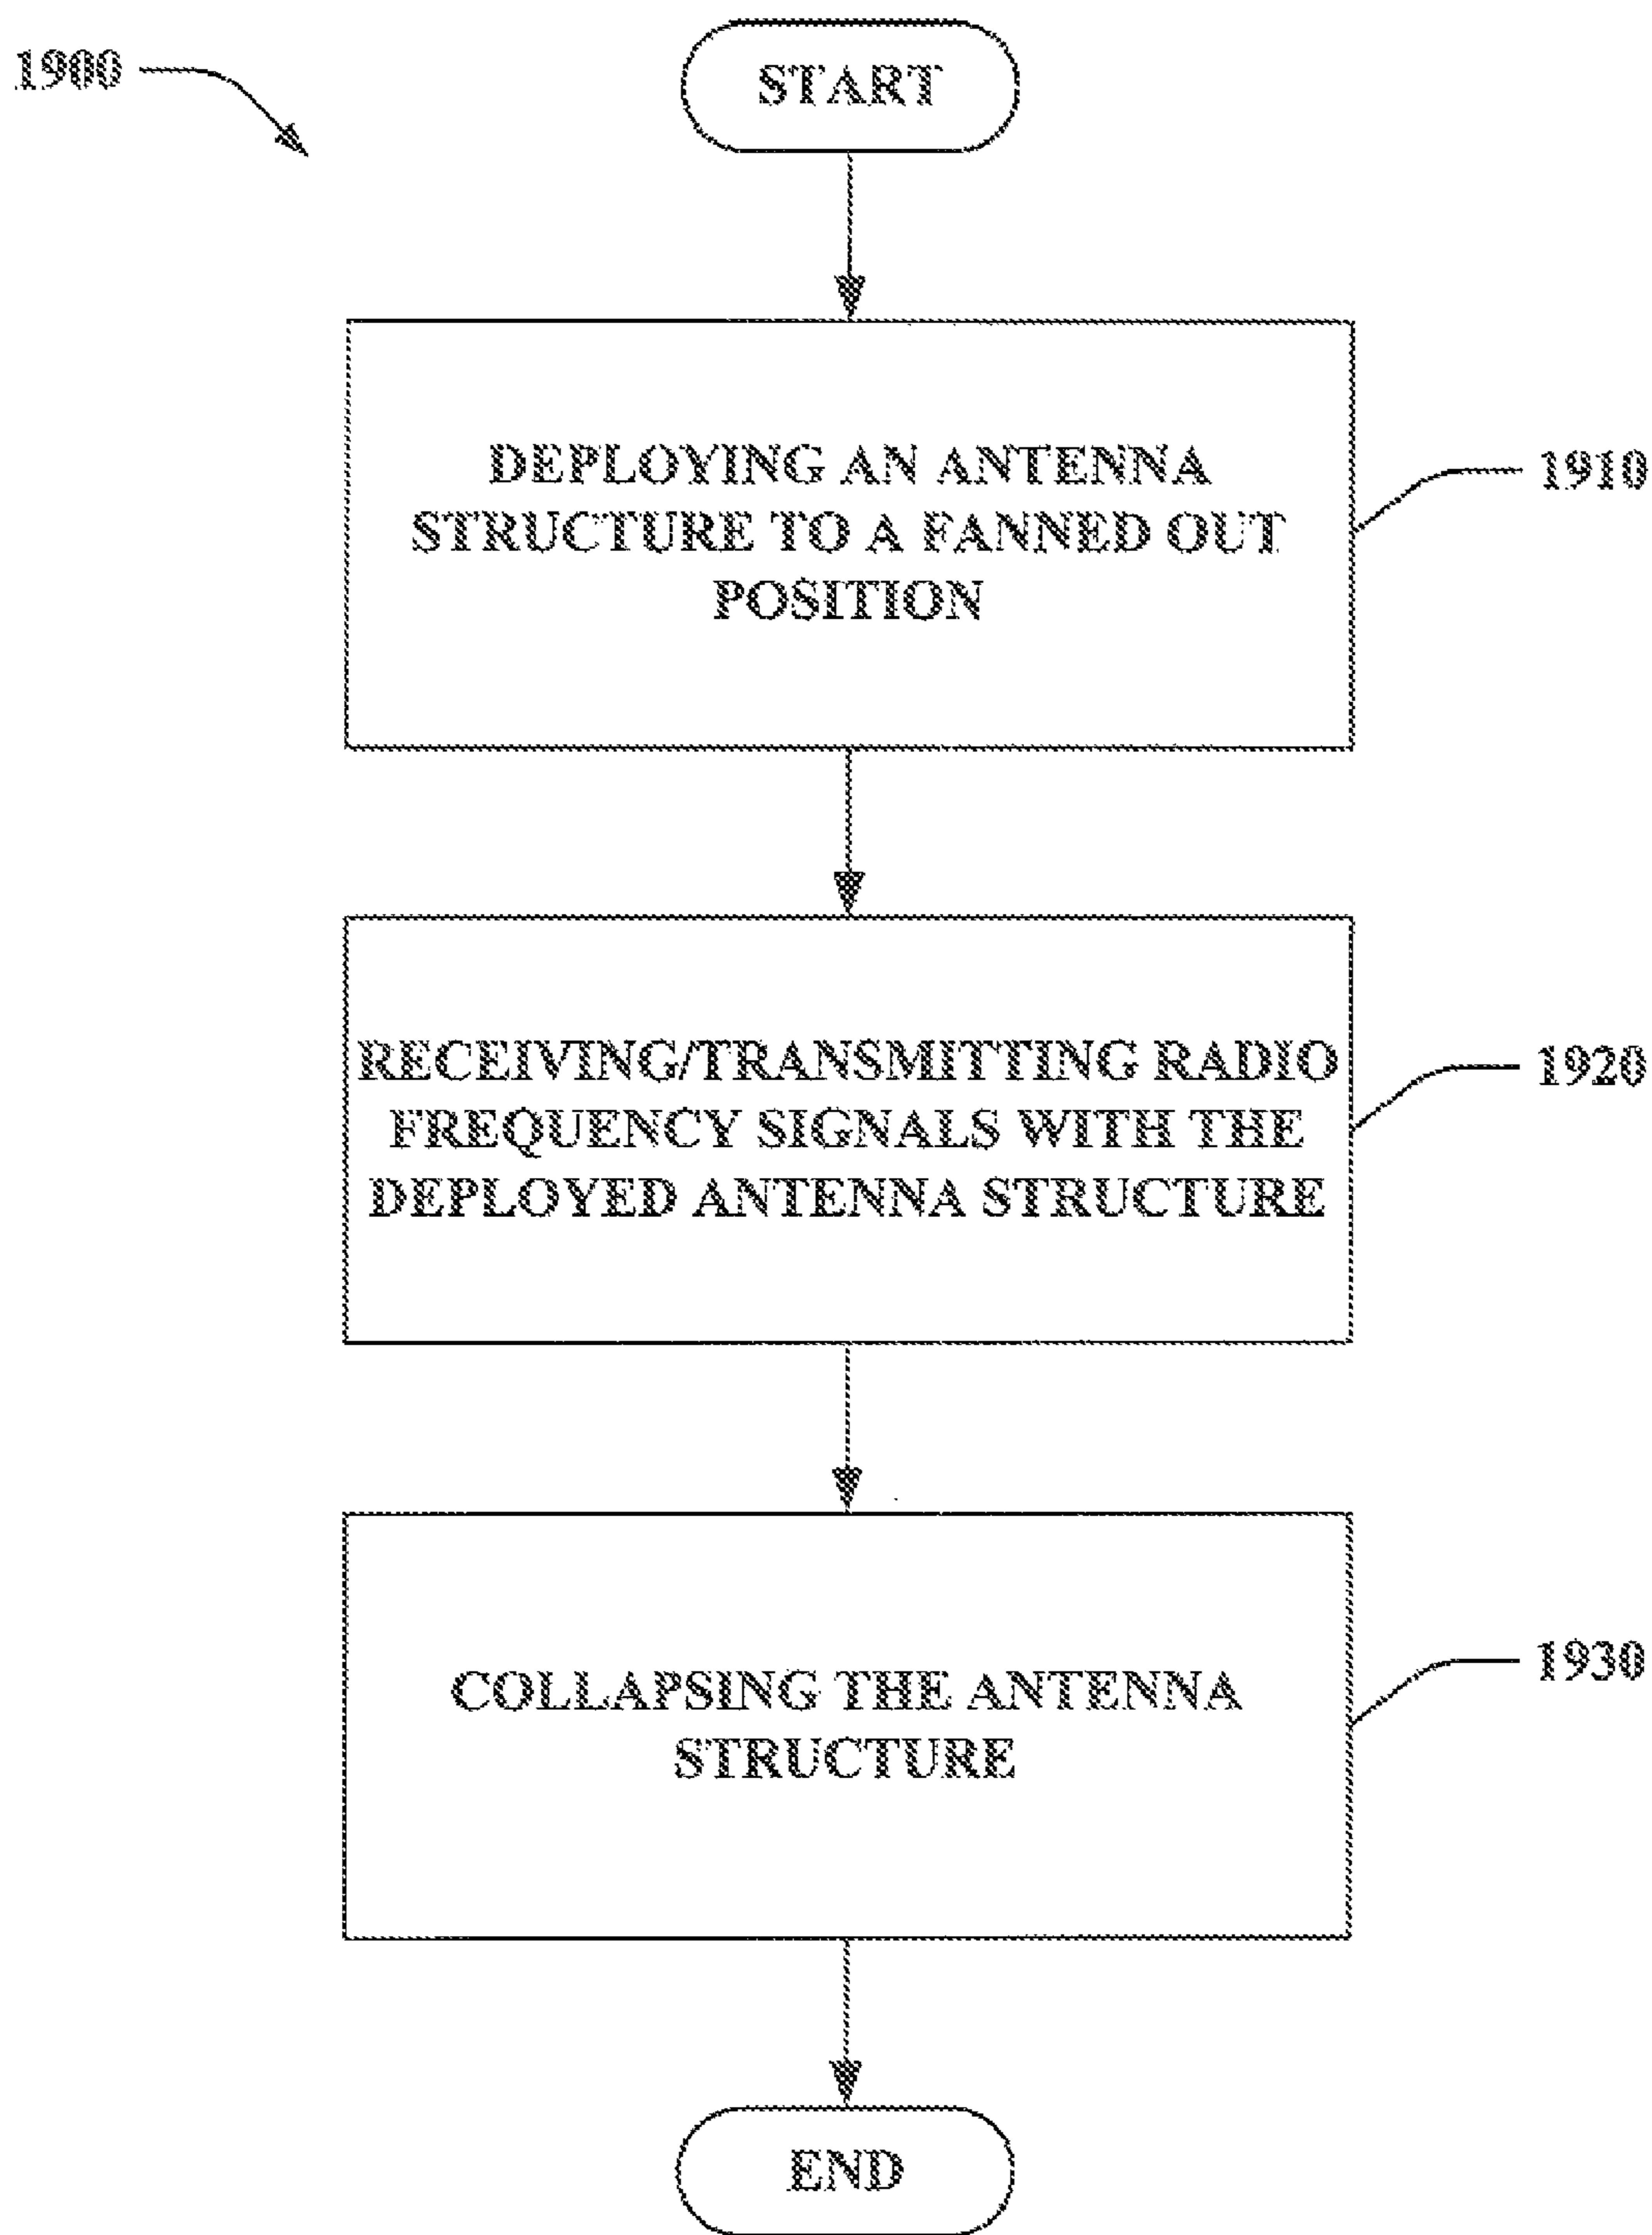 1900
START
DEPLOYING AN ANTENNA
STRUCTURE TO A FANNED OUT
POSITION
1910
RECEIVING/TRANSMITTING RADIO
FREQUENCY SIGNALS WITH THE
DEPLOYED ANTENNA STRUCTURE
1920
COLLAPSING THE ANTENNA
STRUCTURE
1930
END